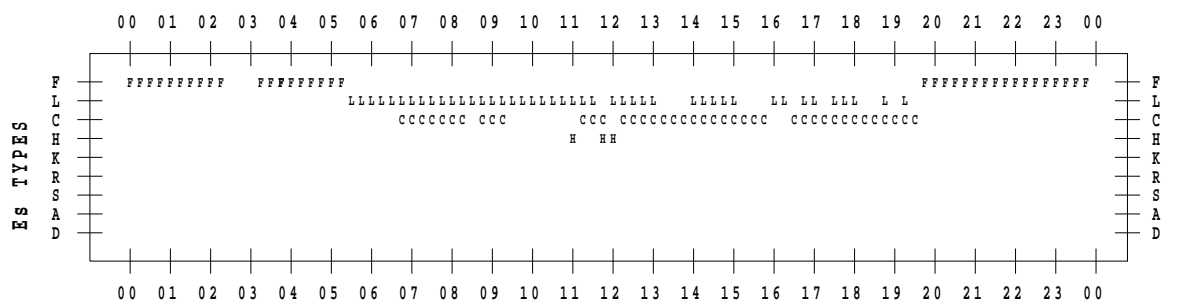 00 01 02 03 04 05 06 07 08 09 10 11 12 13 14 15 16 17 18 19 20 21 22 23 00
F FFFFFFFFFF FFFFFFFFF FFFFFFFFFFFFFFFFF F
L LLLLLLLLLLLLLLLLLLLLLLLLL LLLLL LLLLL LL LL LLL L L L
C CCCCCCC CCC CCC CCCCCCCCCCCCCCC CCCCCCCCCCCCC C
H H HH H
K K
R R
S S
A A
D D
Es TYPES
00 01 02 03 04 05 06 07 08 09 10 11 12 13 14 15 16 17 18 19 20 21 22 23 00